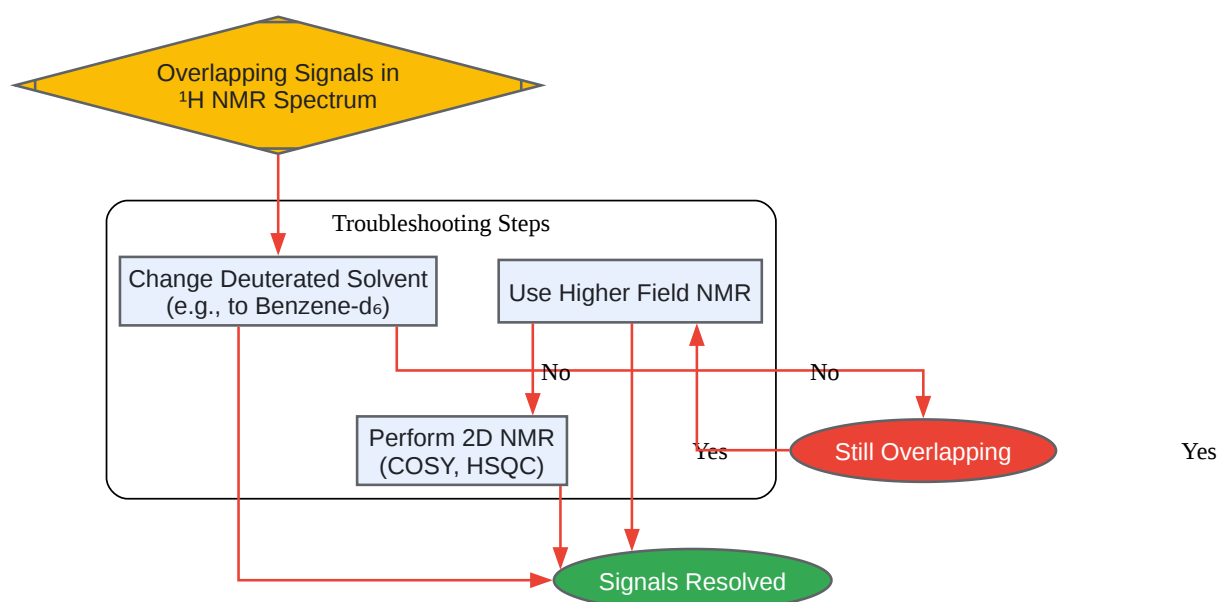 Overlapping Signals in
¹H NMR Spectrum
Troubleshooting Steps
Change Deuterated Solvent
(e.g., to Benzene-d₆)
Use Higher Field NMR
No
No
Perform 2D NMR
(COSY, HSQC)
Yes
Still Overlapping
Yes
Signals Resolved